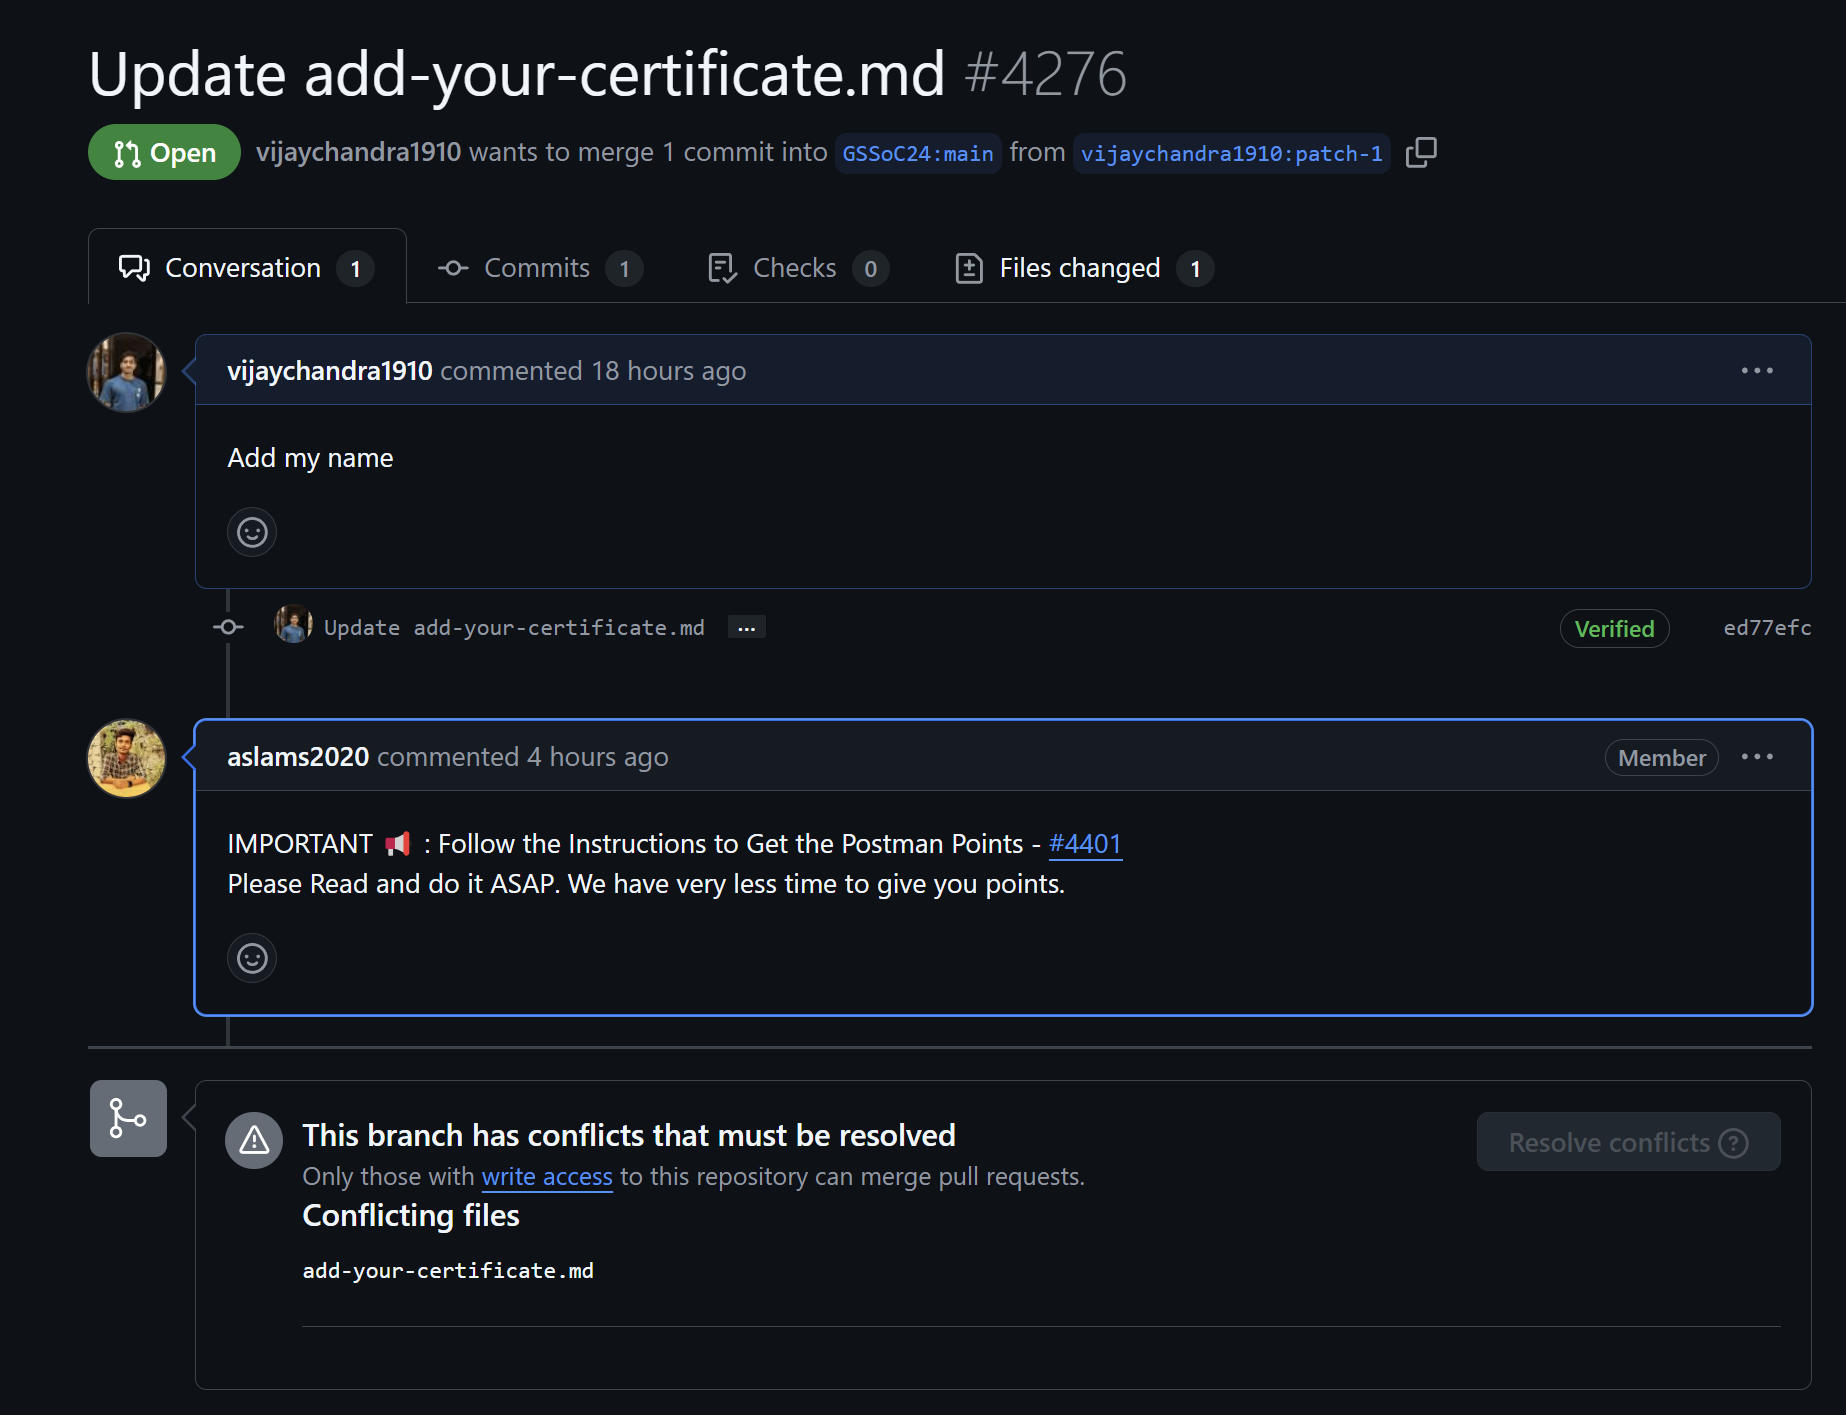 Update add-your-certificate.md #4276
Open vijaychandra1910 wants to merge 1 commit into GSSoC24:main from vijaychandra1910:patch-1
Conversation 1 Commits 1 Checks 0 Files changed 1
vijaychandra1910 commented 18 hours ago
Add my name
Update add-your-certificate.md ... Verified ed77efc
aslams2020 commented 4 hours ago Member
IMPORTANT 📢 : Follow the Instructions to Get the Postman Points - #4401
Please Read and do it ASAP. We have very less time to give you points.
This branch has conflicts that must be resolved
Resolve conflicts
Only those with write access to this repository can merge pull requests.
Conflicting files
add-your-certificate.md